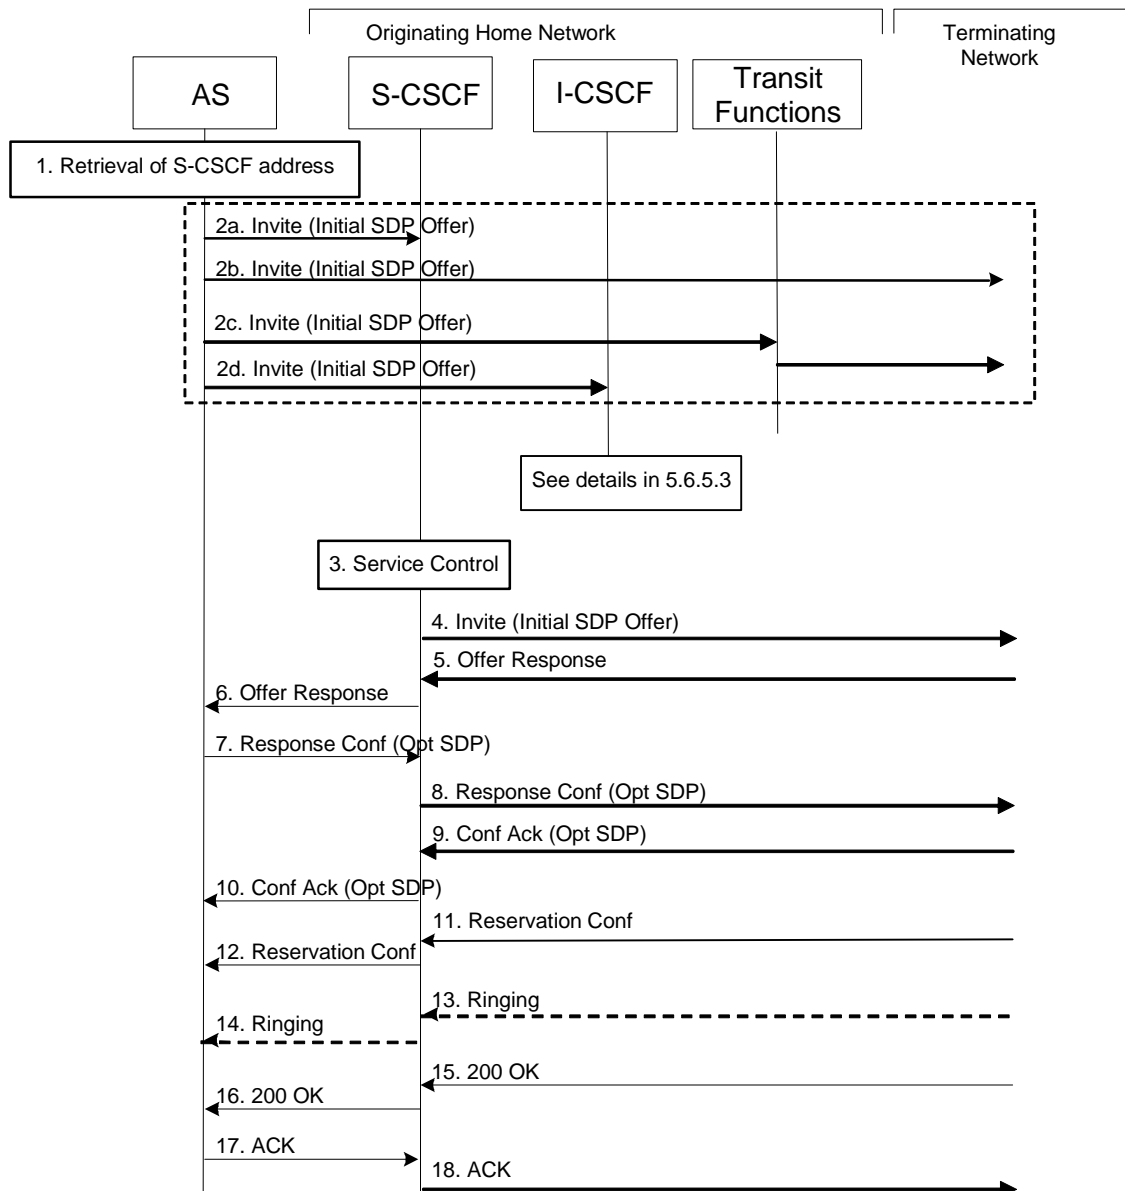 Originating Home Network
Terminating
Network
AS
S-CSCF
I-CSCF
Transit
Functions
1. Retrieval of S-CSCF address
2a. Invite (Initial SDP Offer)
2b. Invite (Initial SDP Offer)
2c. Invite (Initial SDP Offer)
2d. Invite (Initial SDP Offer)
See details in 5.6.5.3
3. Service Control
4. Invite (Initial SDP Offer)
5. Offer Response
6. Offer Response
7. Response Conf (Opt SDP)
8. Response Conf (Opt SDP)
9. Conf Ack (Opt SDP)
10. Conf Ack (Opt SDP)
11. Reservation Conf
12. Reservation Conf
13. Ringing
14. Ringing
15. 200 OK
16. 200 OK
17. ACK
18. ACK